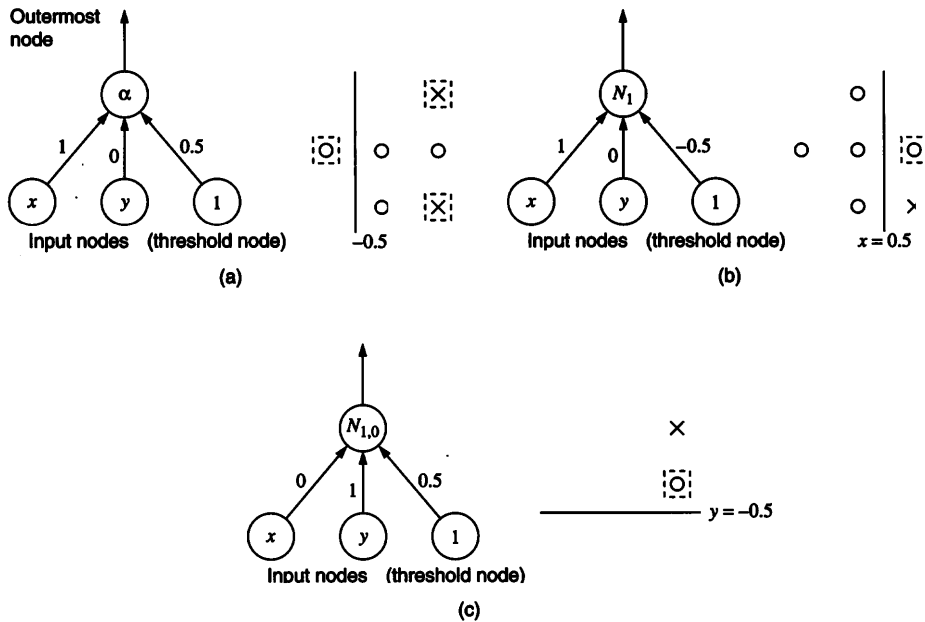 Outermost
node
α
1
0
0.5
x
y
1
Input nodes (threshold node)
−0.5
(a)
N1
1
0
−0.5
x
y
1
Input nodes (threshold node)
x = 0.5
(b)
N1,0
0
1
0.5
x
y
1
Input nodes (threshold node)
y = −0.5
(c)